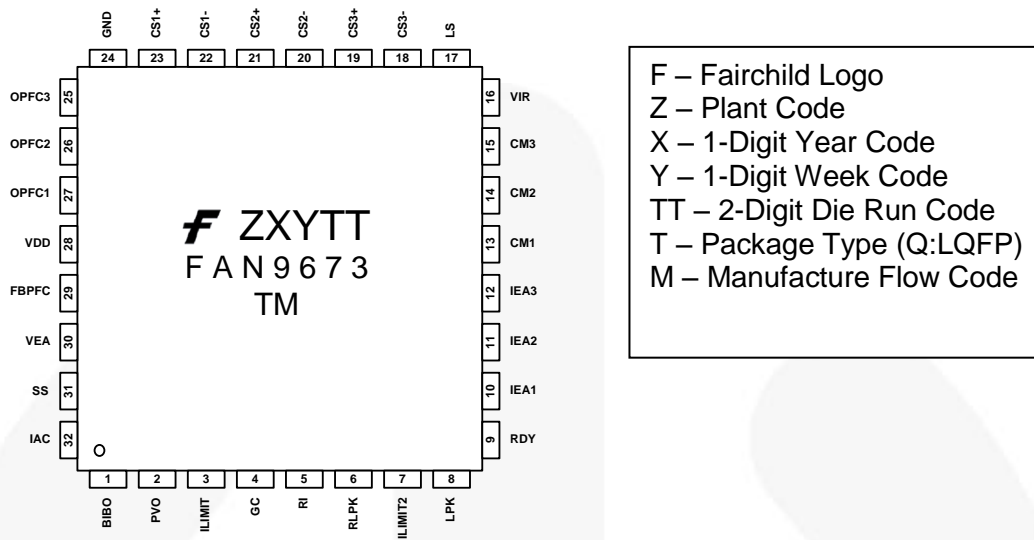 GND CS1+ CS1- CS2+ CS2- CS3+ CS3- LS
24 23 22 21 20 19 18 17
OPFC3 25
OPFC2 26
OPFC1 27
VDD 28
FBPFC 29
VEA 30
SS 31
IAC 32
ZXYTT
FAN9673
TM
16 VIR
15 CM3
14 CM2
13 CM1
12 IEA3
11 IEA2
10 IEA1
9 RDY
1 2 3 4 5 6 7 8
BIBO PVO ILIMIT GC RI RLPK ILIMIT2 LPK
F – Fairchild Logo
Z – Plant Code
X – 1-Digit Year Code
Y – 1-Digit Week Code
TT – 2-Digit Die Run Code
T – Package Type (Q:LQFP)
M – Manufacture Flow Code